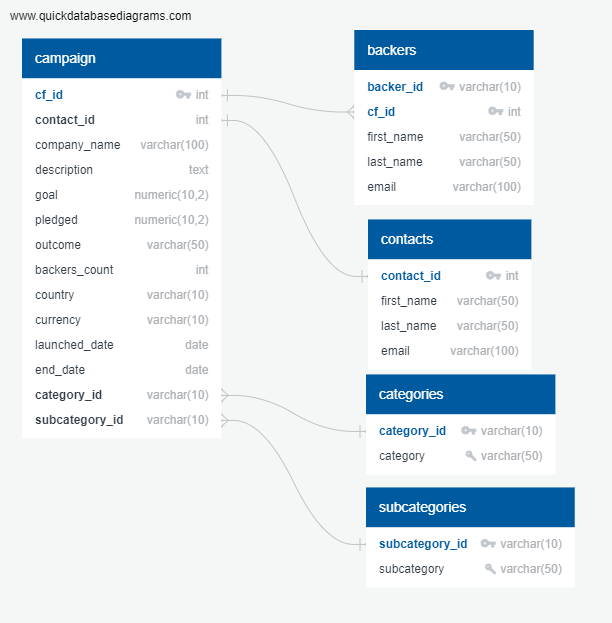 www.quickdatabasediagrams.com
campaign
cf_id int
contact_id int
company_name varchar(100)
description text
goal numeric(10,2)
pledged numeric(10,2)
outcome varchar(50)
backers_count int
country varchar(10)
currency varchar(10)
launched_date date
end_date date
category_id varchar(10)
subcategory_id varchar(10)
backers
backer_id varchar(10)
cf_id int
first_name varchar(50)
last_name varchar(50)
email varchar(100)
contacts
contact_id int
first_name varchar(50)
last_name varchar(50)
email varchar(100)
categories
category_id varchar(10)
category varchar(50)
subcategories
subcategory_id varchar(10)
subcategory varchar(50)